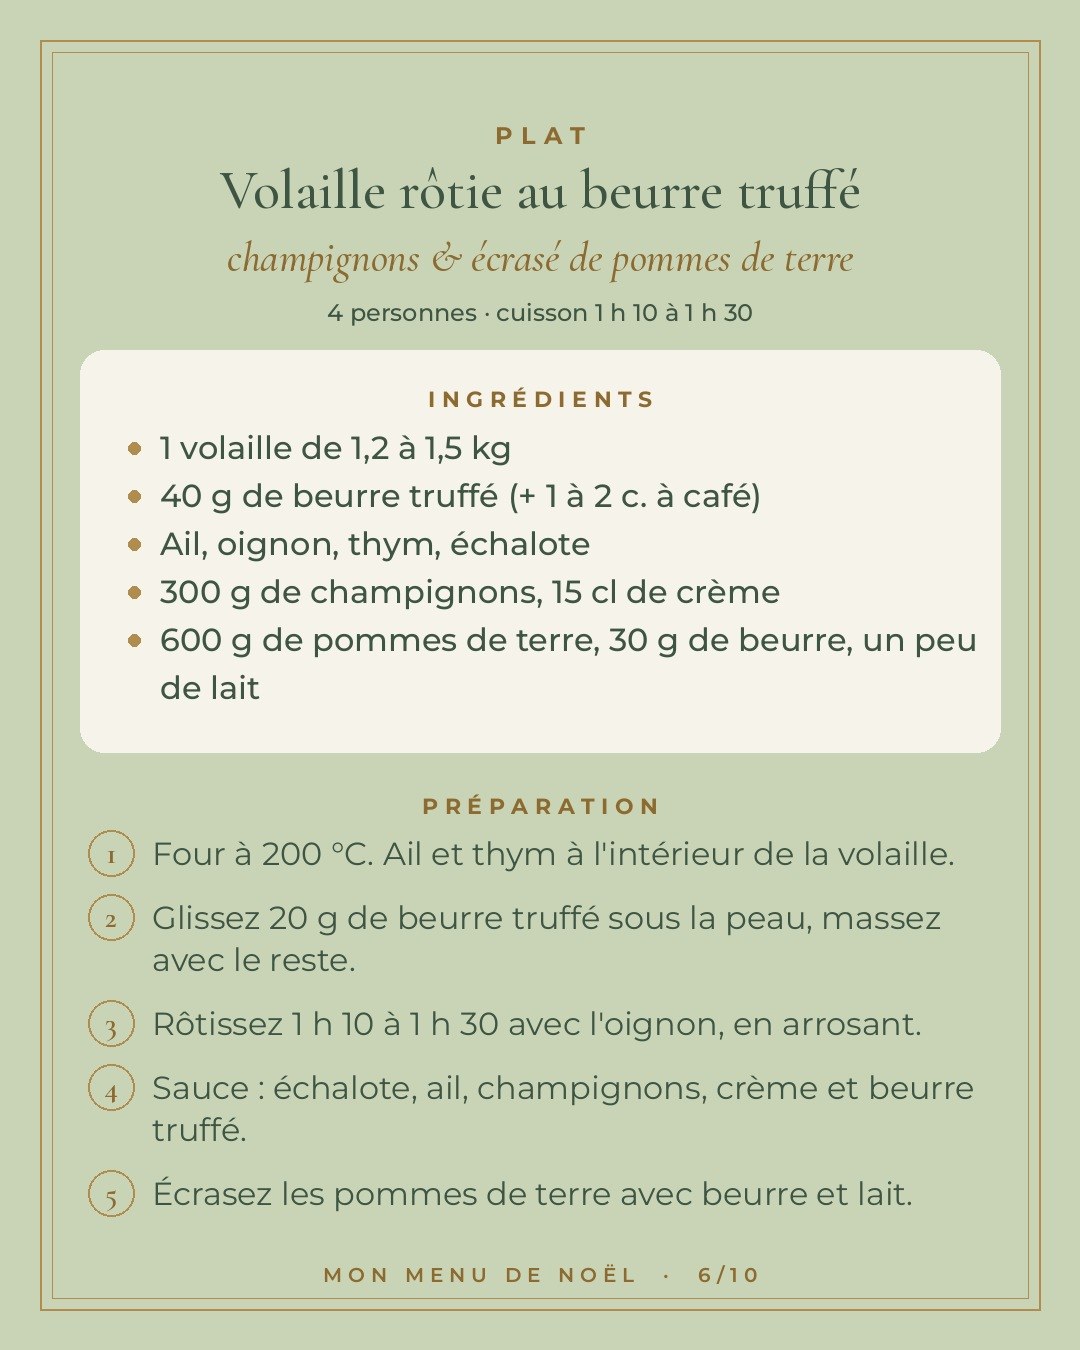 PLAT
Volaille rôtie au beurre truffé
champignons & écrasé de pommes de terre
4 personnes · cuisson 1 h 10 à 1 h 30
INGRÉDIENTS
1 volaille de 1,2 à 1,5 kg
40 g de beurre truffé (+ 1 à 2 c. à café)
Ail, oignon, thym, échalote
300 g de champignons, 15 cl de crème
600 g de pommes de terre, 30 g de beurre, un peu
de lait
PRÉPARATION
1 Four à 200 °C. Ail et thym à l'intérieur de la volaille.
2 Glissez 20 g de beurre truffé sous la peau, massez
avec le reste.
3 Rôtissez 1 h 10 à 1 h 30 avec l'oignon, en arrosant.
4 Sauce : échalote, ail, champignons, crème et beurre
truffé.
5 Écrasez les pommes de terre avec beurre et lait.
MON MENU DE NOËL · 6/10